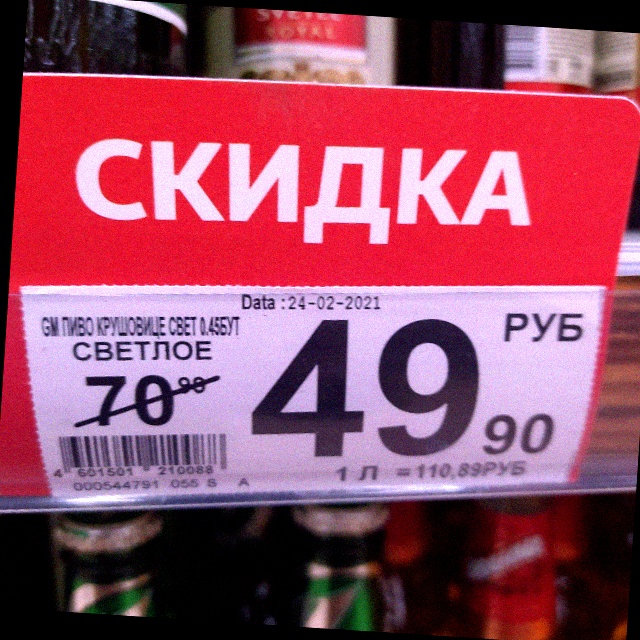 SVETLE
СКИДКА
Data :24-02-2021
GM ПИВО КРУШОВИЦЕ СВЕТ 0.45БУТ
СВЕТЛОЕ
70 90
49 90
РУБ
4 601501 210088
000544791 055 S A
1 Л =110,89РУБ